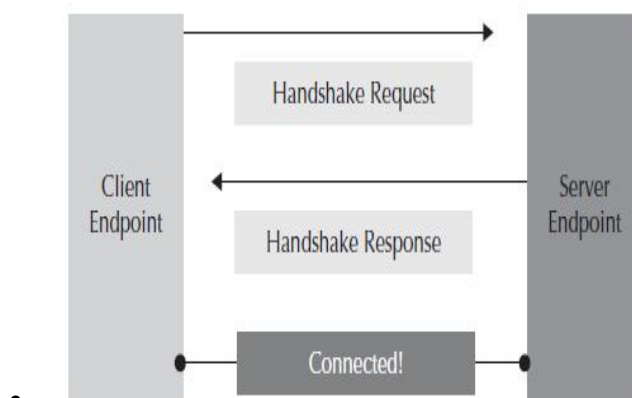 Handshake Request
Client
Endpoint
Server
Endpoint
Handshake Response
Connected!